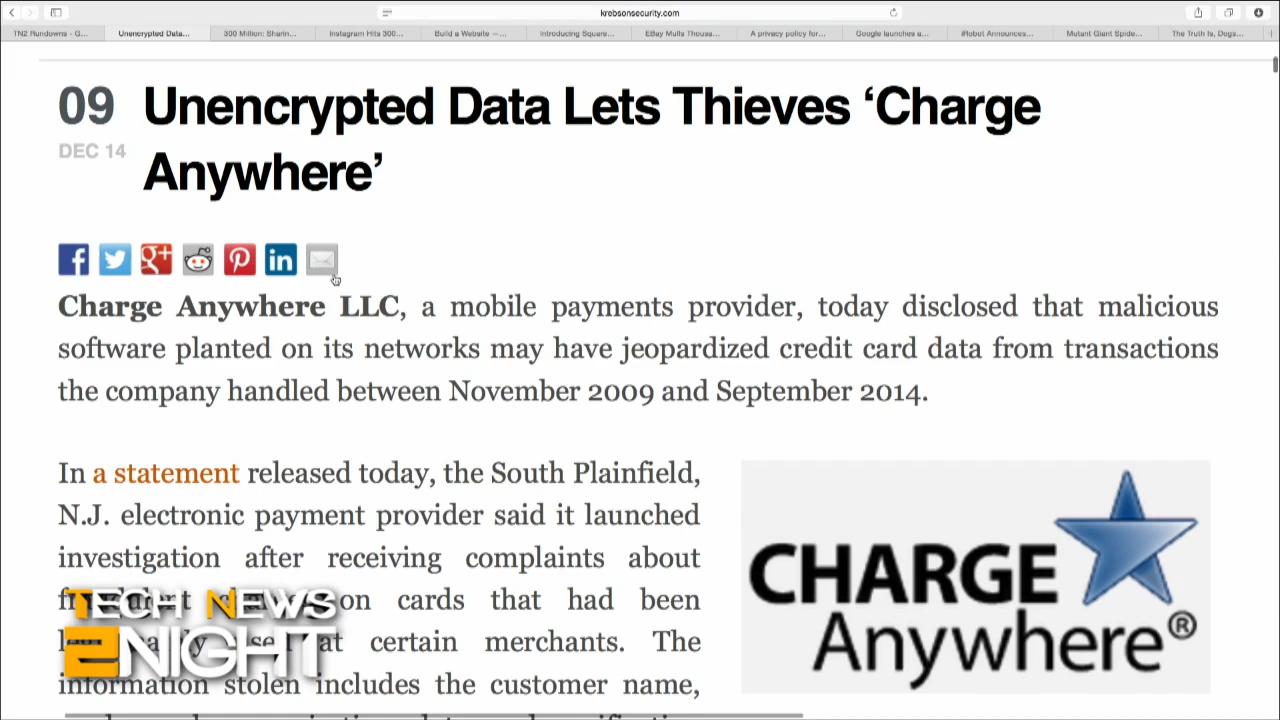 krebsonsecurity.com
TN2 Rundowns - G... Unencrypted Data... 300 Million: Sharin... Instagram Hits 300... Build a Website —... Introducing Square... EBay Mulls Thousa... A privacy policy for... Google launches a... iRobot Announces... Mutant Giant Spide... The Truth Is, Dogs...
09 Unencrypted Data Lets Thieves ‘Charge
DEC 14
Anywhere’
Charge Anywhere LLC, a mobile payments provider, today disclosed that malicious
software planted on its networks may have jeopardized credit card data from transactions
the company handled between November 2009 and September 2014.
In a statement released today, the South Plainfield,
N.J. electronic payment provider said it launched
investigation after receiving complaints about
on cards that had been
at certain merchants. The
information stolen includes the customer name,
TECH NEWS
2NIGHT
CHARGE
Anywhere®